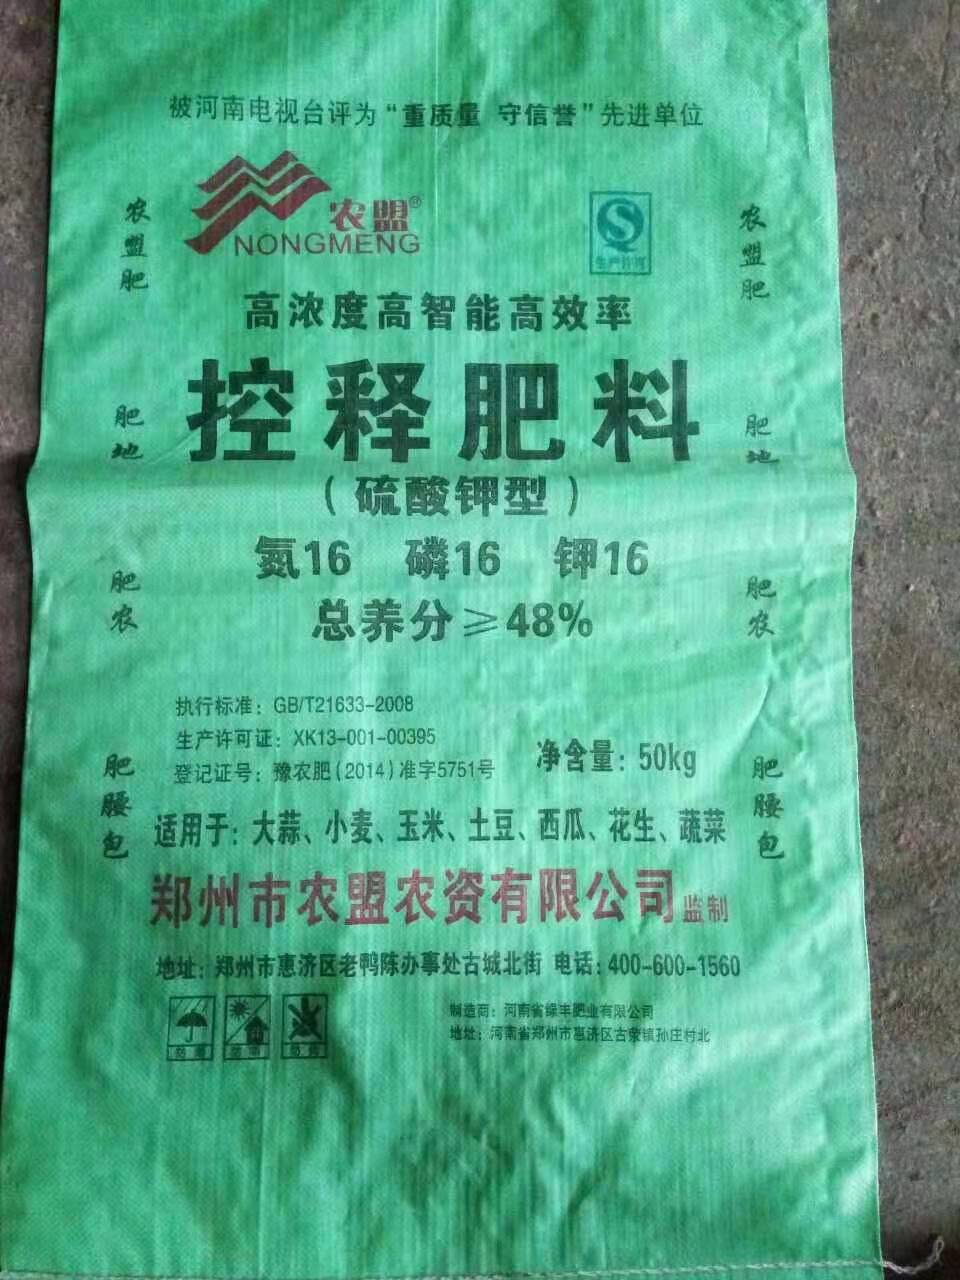 被河南电视台评为“重质量 守信誉”先进单位
农盟®
NONGMENG
生产许可
高浓度高智能高效率
控释肥料
（硫酸钾型）
氮16 磷16 钾16
总养分≥48%
执行标准：GB/T21633-2008
生产许可证：XK13-001-00395
登记证号：豫农肥(2014)准字5751号
净含量：50kg
适用于：大蒜、小麦、玉米、土豆、西瓜、花生、蔬菜
郑州市农盟农资有限公司监制
地址：郑州市惠济区老鸦陈办事处古城北街 电话：400-600-1560
制造商：河南省绿丰肥业有限公司
地址：河南省郑州市惠济区古荥镇孙庄村北
农盟肥
肥地
肥农
肥腰包
农盟肥
肥地
肥农
肥腰包